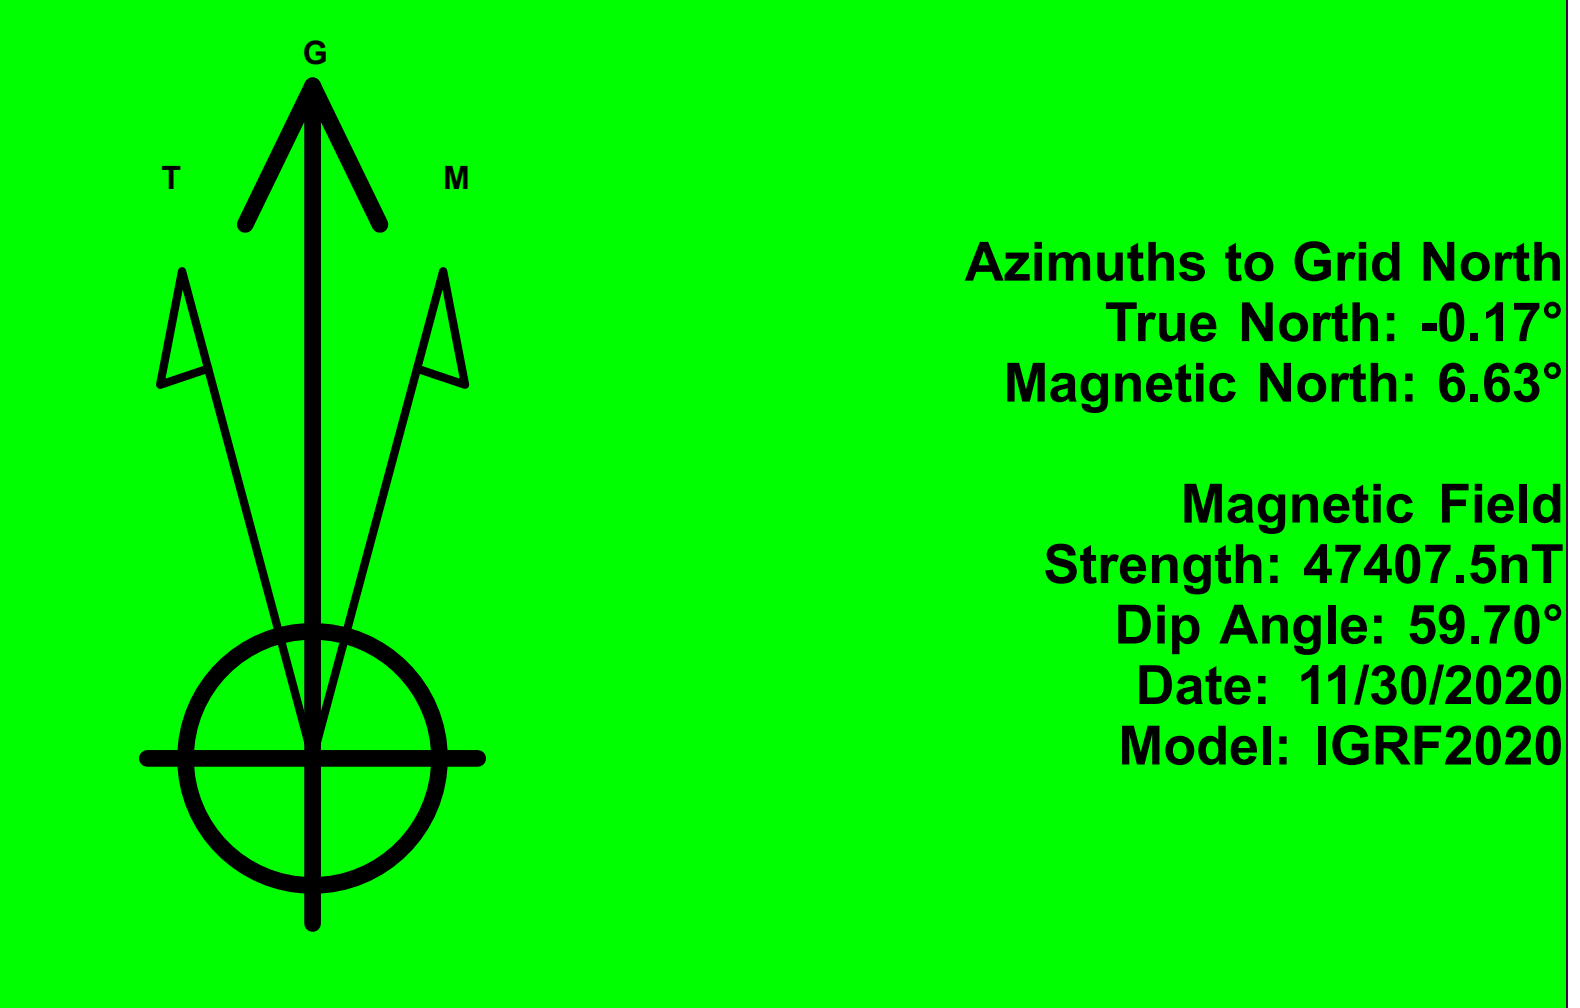 G
T
M
Azimuths to Grid North
True North: -0.17°
Magnetic North: 6.63°
Magnetic Field
Strength: 47407.5nT
Dip Angle: 59.70°
Date: 11/30/2020
Model: IGRF2020